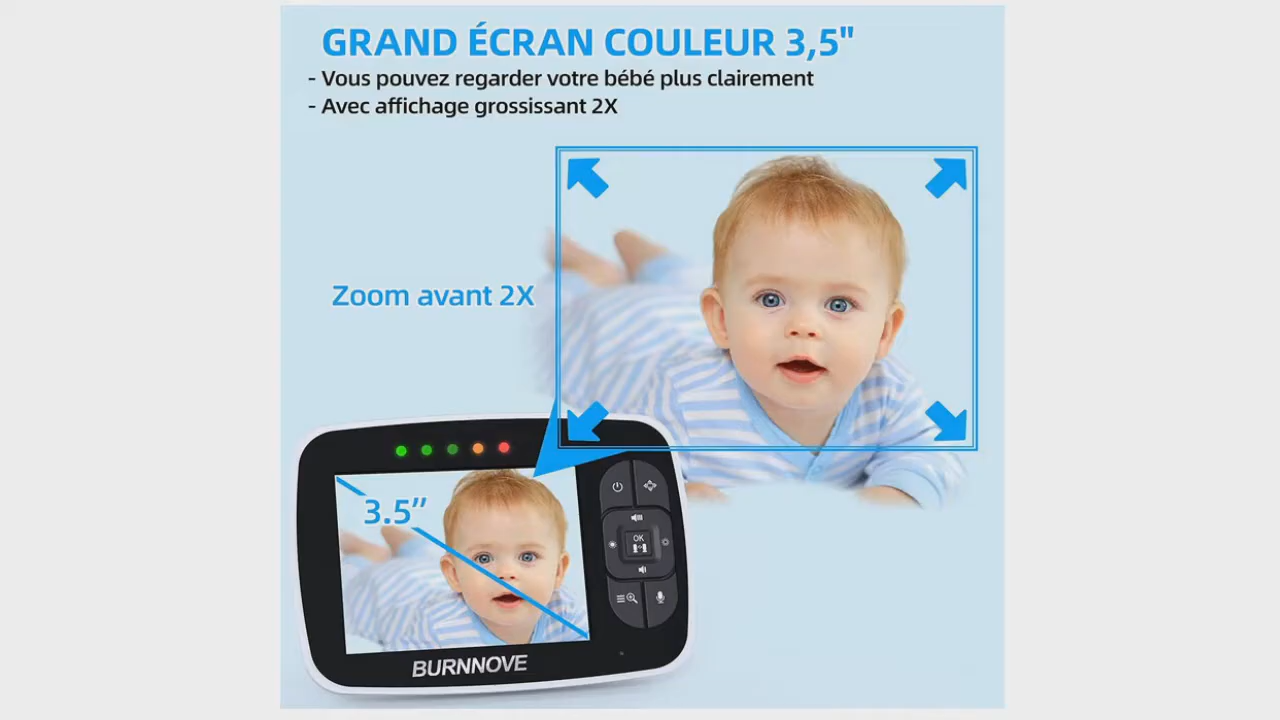 GRAND ÉCRAN COULEUR 3,5"
- Vous pouvez regarder votre bébé plus clairement
- Avec affichage grossissant 2X
Zoom avant 2X
3.5”
OK
BURNNOVE